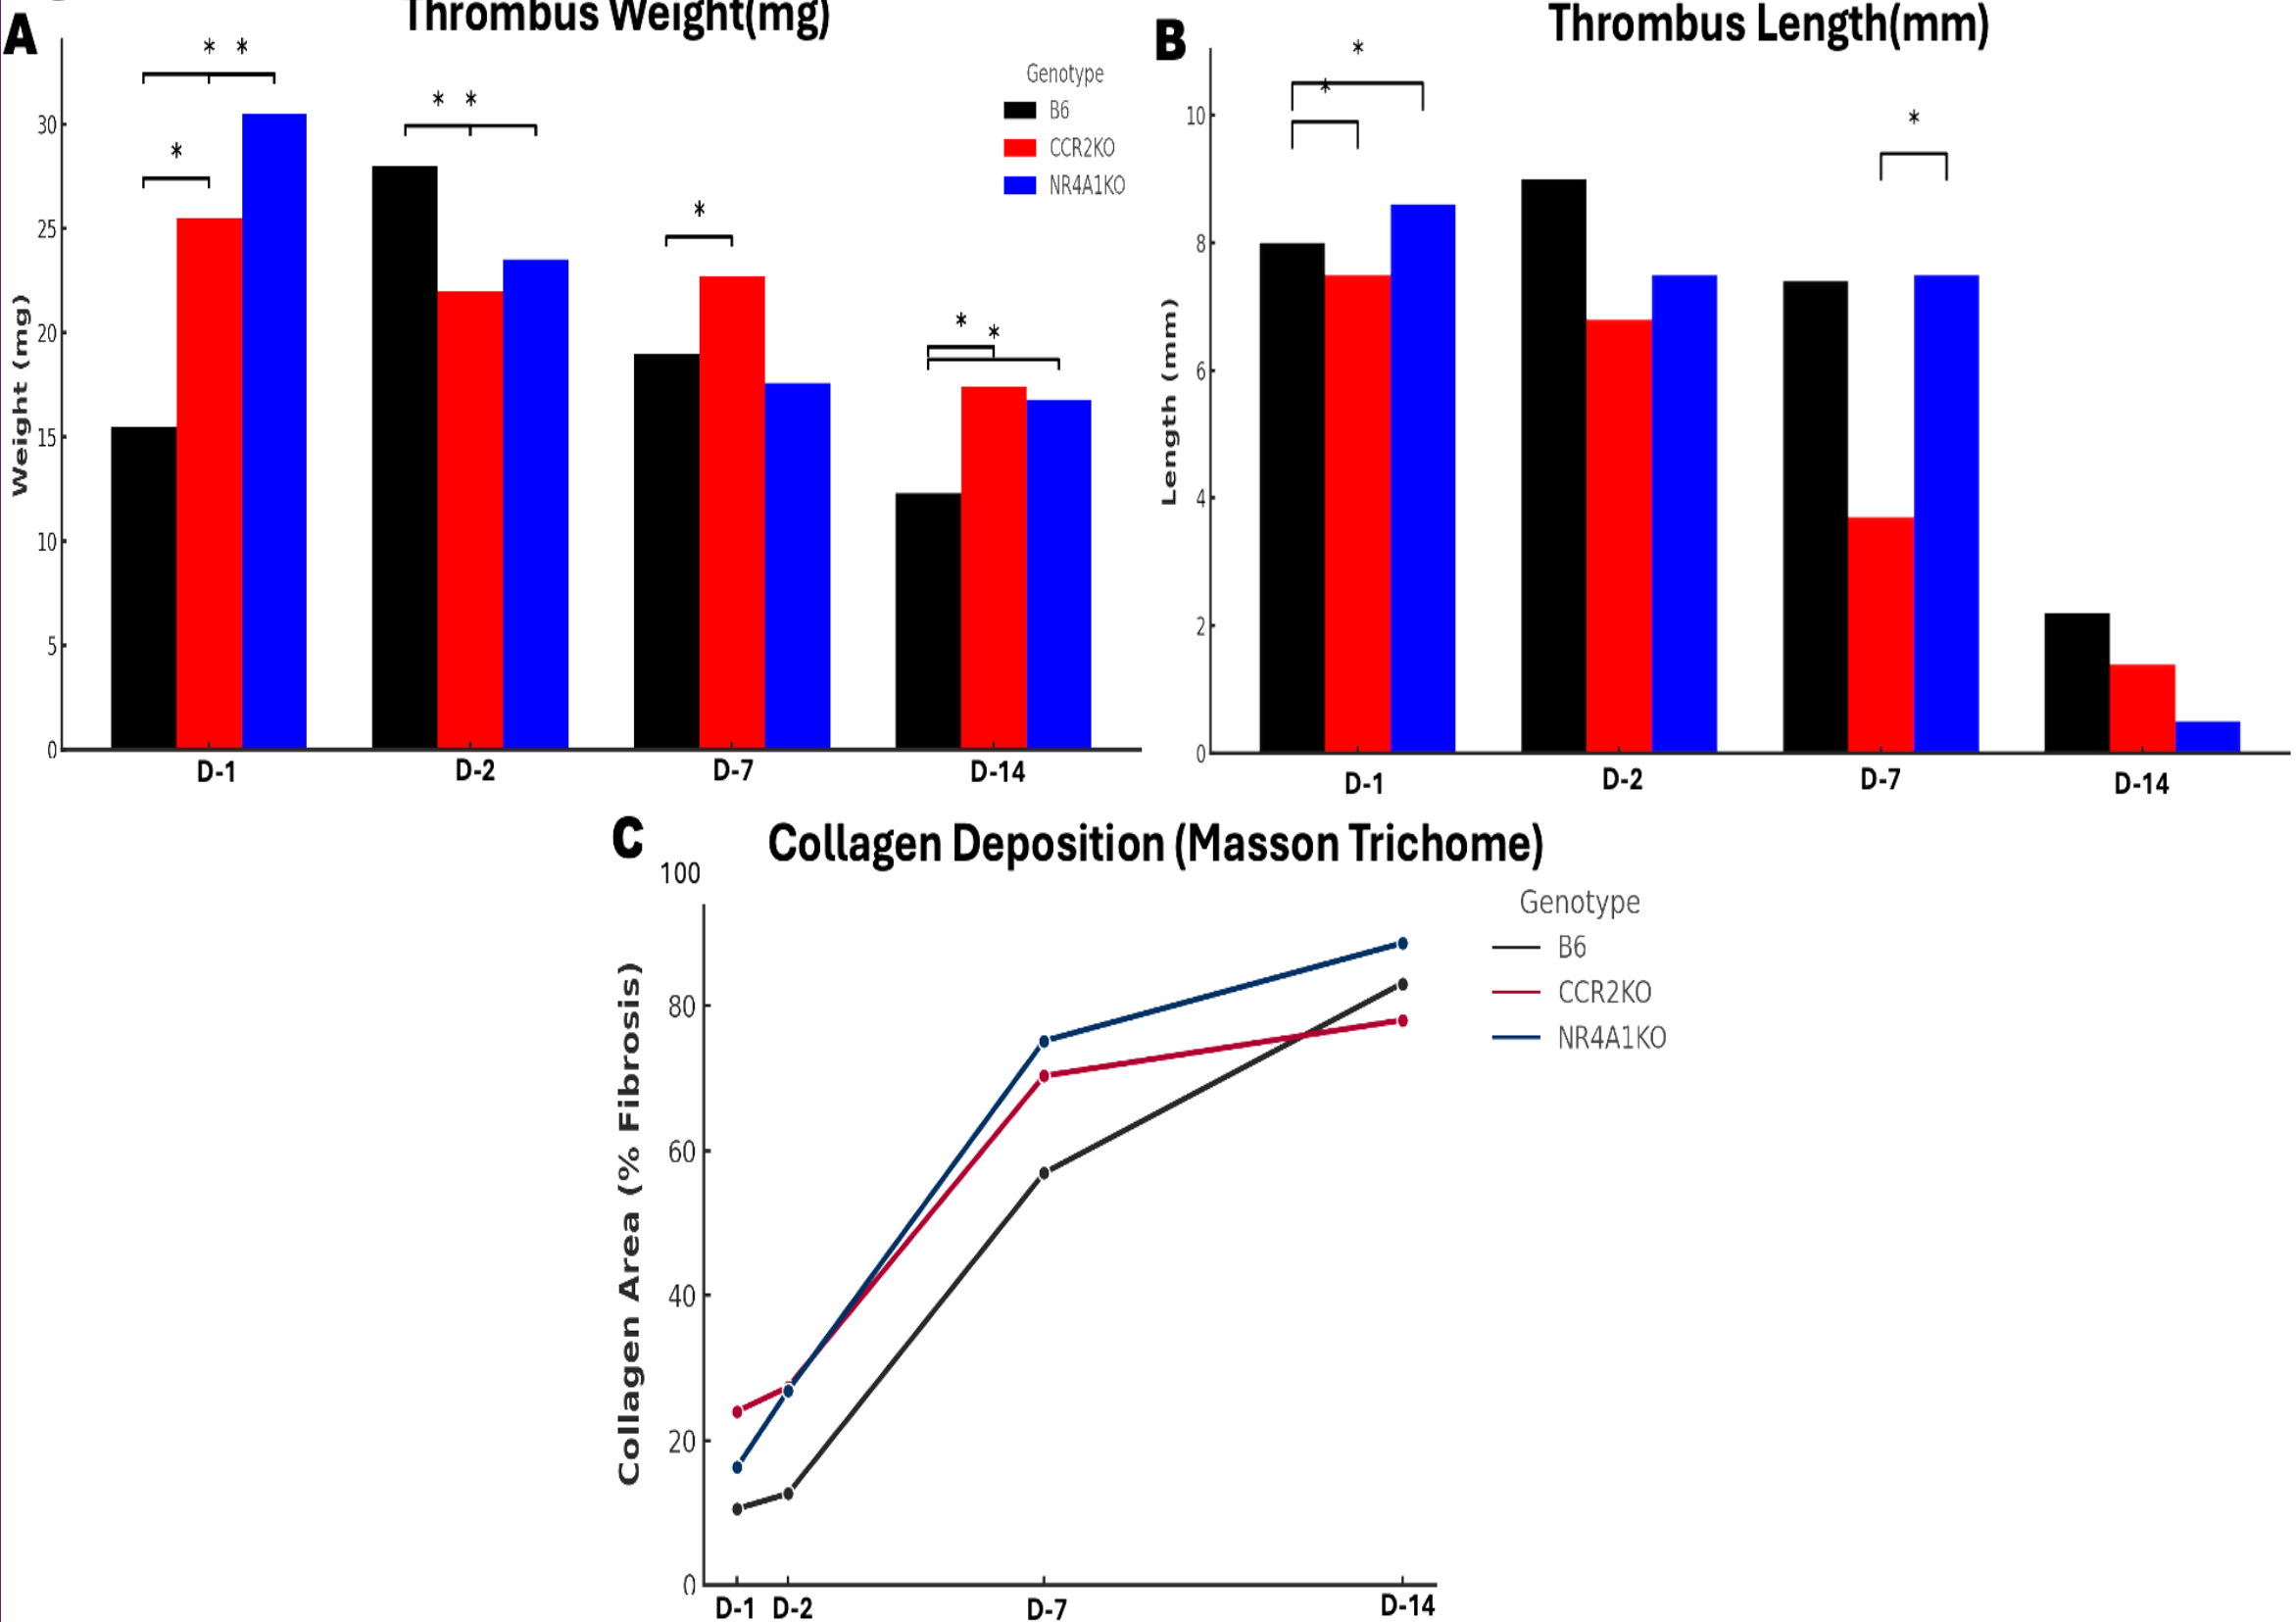 A
Thrombus Weight(mg)
* *
* *
*
*
* *
Genotype
B6
CCR2KO
NR4A1KO
Weight (mg)
30
25
20
15
10
5
0
D-1 D-2 D-7 D-14
B
Thrombus Length(mm)
*
*
*
Length (mm)
10
8
6
4
2
0
D-1 D-2 D-7 D-14
C
Collagen Deposition (Masson Trichome)
Genotype
B6
CCR2KO
NR4A1KO
Collagen Area (% Fibrosis)
100
80
60
40
20
0
D-1 D-2 D-7 D-14